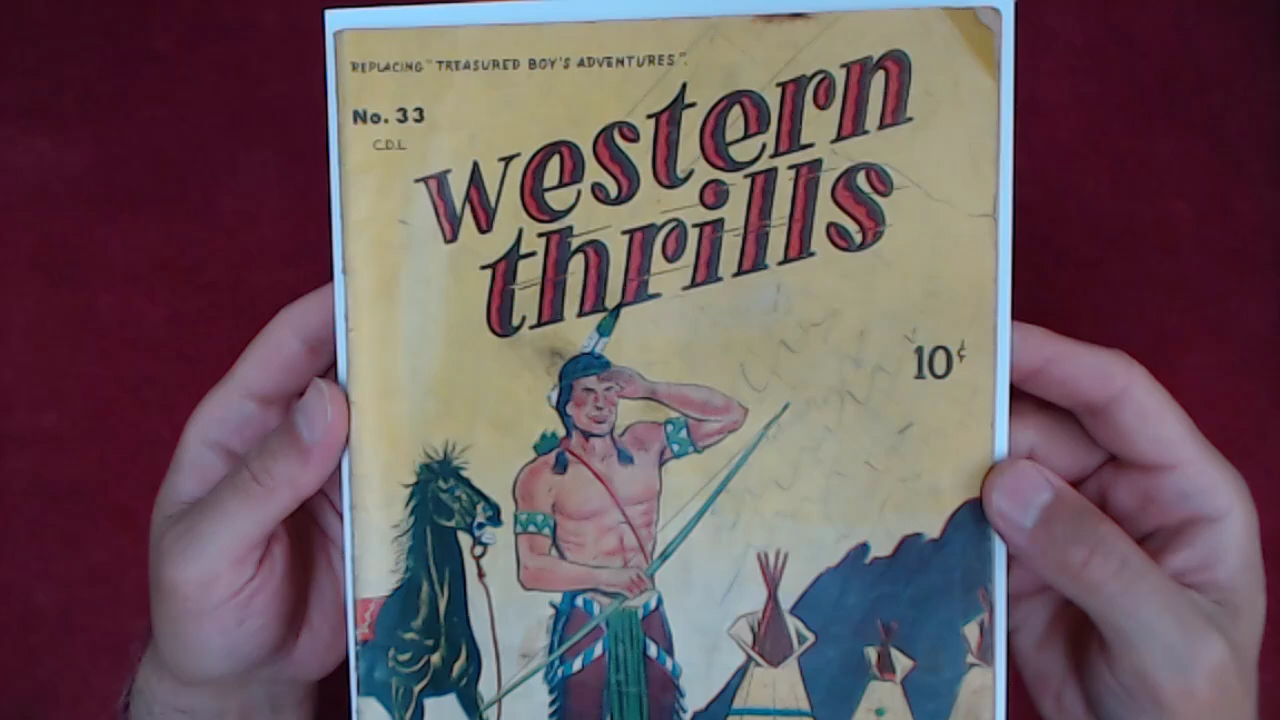 REPLACING "TREASURED BOY'S ADVENTURES".
No. 33
C.D.L
western
thrills
10¢